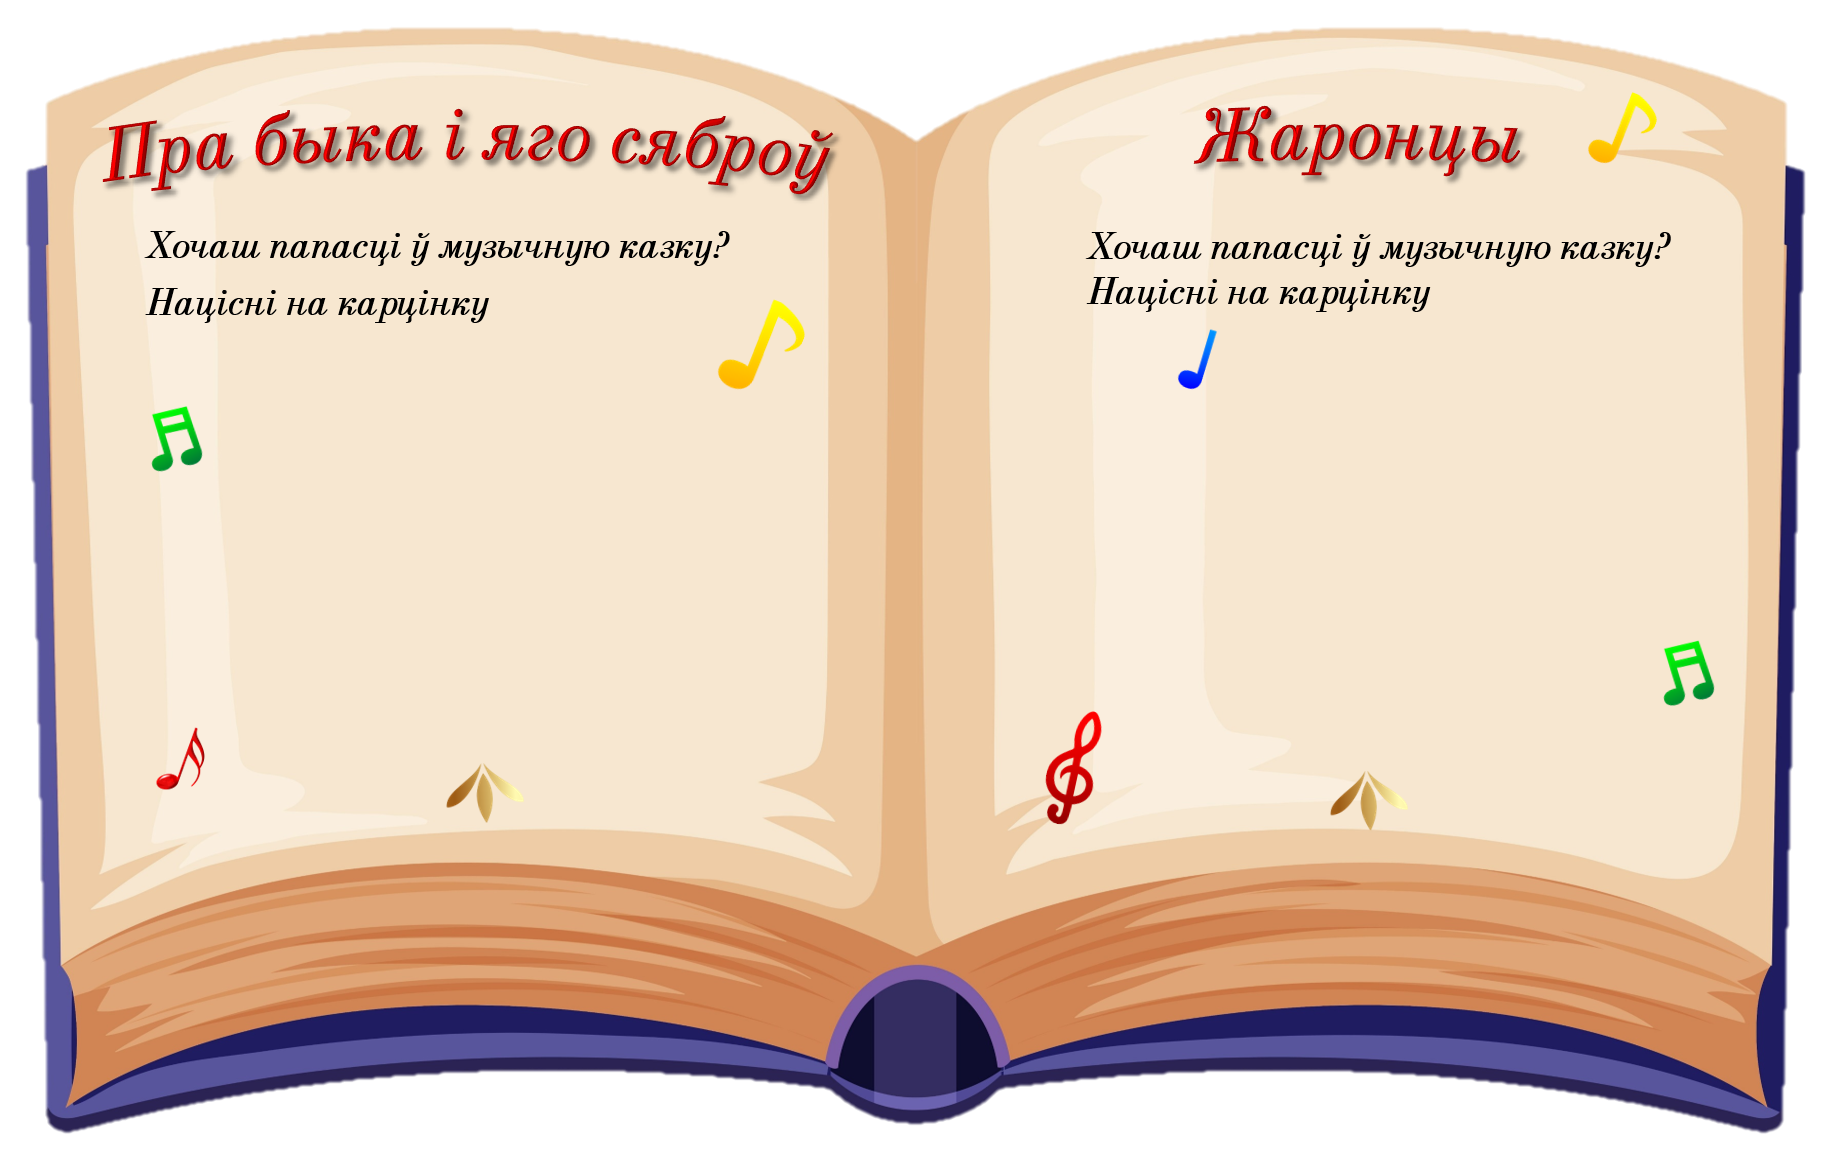 Пра быка і яго сяброў
Хочаш папасці ў музычную казку?
Націсні на карцінку
Жаронцы
Хочаш папасці ў музычную казку?
Націсні на карцінку